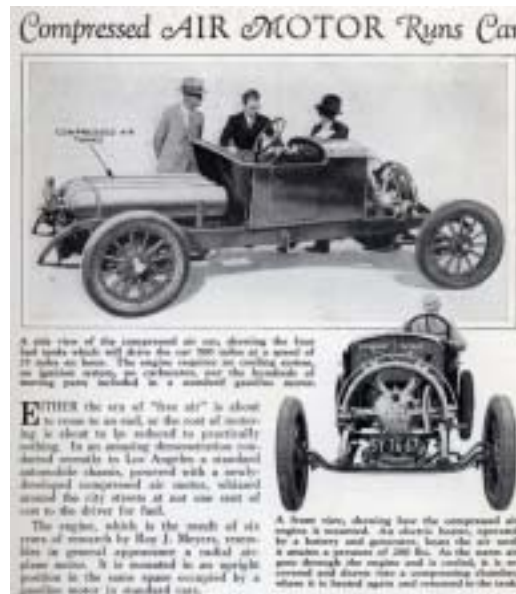 Compressed AIR MOTOR Runs Car
COMPRESSED AIR
TANKS
A side view of the compressed air car, showing the four
fuel tanks which will drive the car 500 miles at a speed of
miles an hour. The engine requires no cooling system,
no ignition system, no carburetor, nor the hundreds of
moving parts included in a standard gasoline motor.
EITHER the era of "free air" is about
to come to an end, or the cost of motor-
ing is about to be reduced to practically
nothing. In an amazing demonstration con-
ducted recently in Los Angeles a standard
automobile chassis, powered with a newly-
developed compressed air motor, whizzed
around the city streets at not one cent of
cost to the driver for fuel.
The engine, which is the result of six
years of research by Roy J. Meyers, resem-
bles in general appearance a radial air-
plane motor. It is mounted in an upright
position in the same space occupied by a
gasoline motor in standard cars.
A front view, showing how the compressed air
engine is mounted. An electric heater, operated
by a battery and generator, heats the air until
it attains a pressure of 200 lbs. As the warm air
goes through the engine and is cooled, it is re-
covered and drawn into a compressing chamber
where it is heated again and returned to the tank.